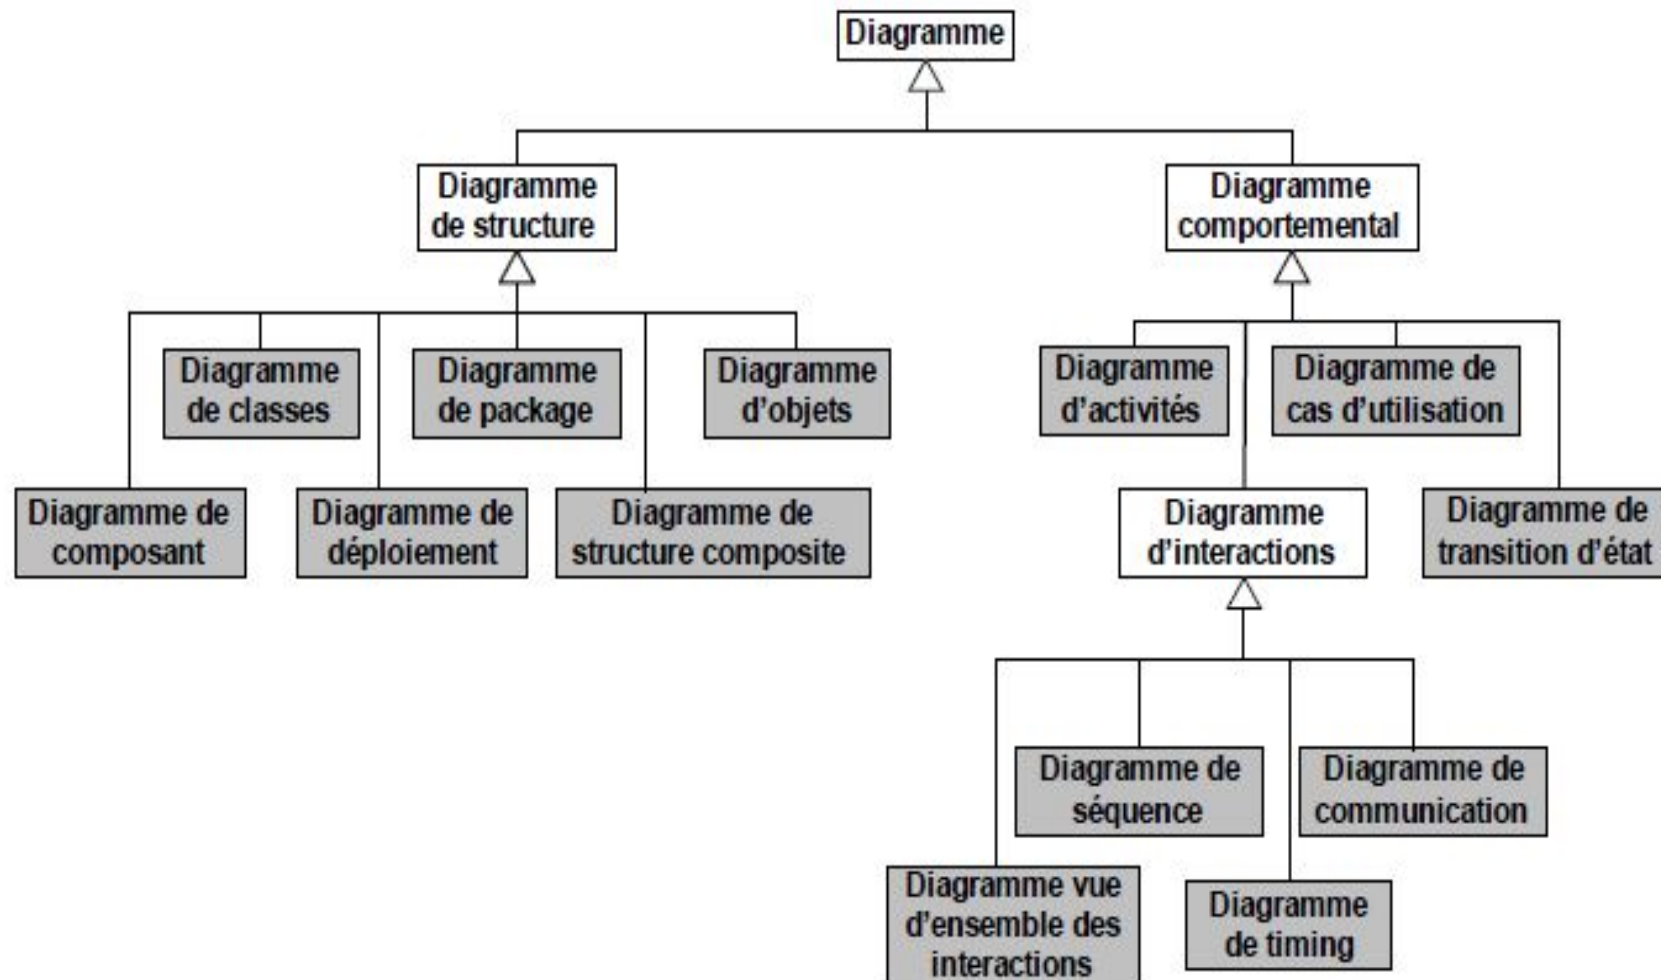 Diagramme
Diagramme
de structure
Diagramme
comportemental
Diagramme
de classes
Diagramme
de package
Diagramme
d’objets
Diagramme
d’activités
Diagramme de
cas d’utilisation
Diagramme de
composant
Diagramme de
déploiement
Diagramme de
structure composite
Diagramme
d’interactions
Diagramme de
transition d’état
Diagramme de
séquence
Diagramme de
communication
Diagramme vue
d’ensemble des
interactions
Diagramme
de timing